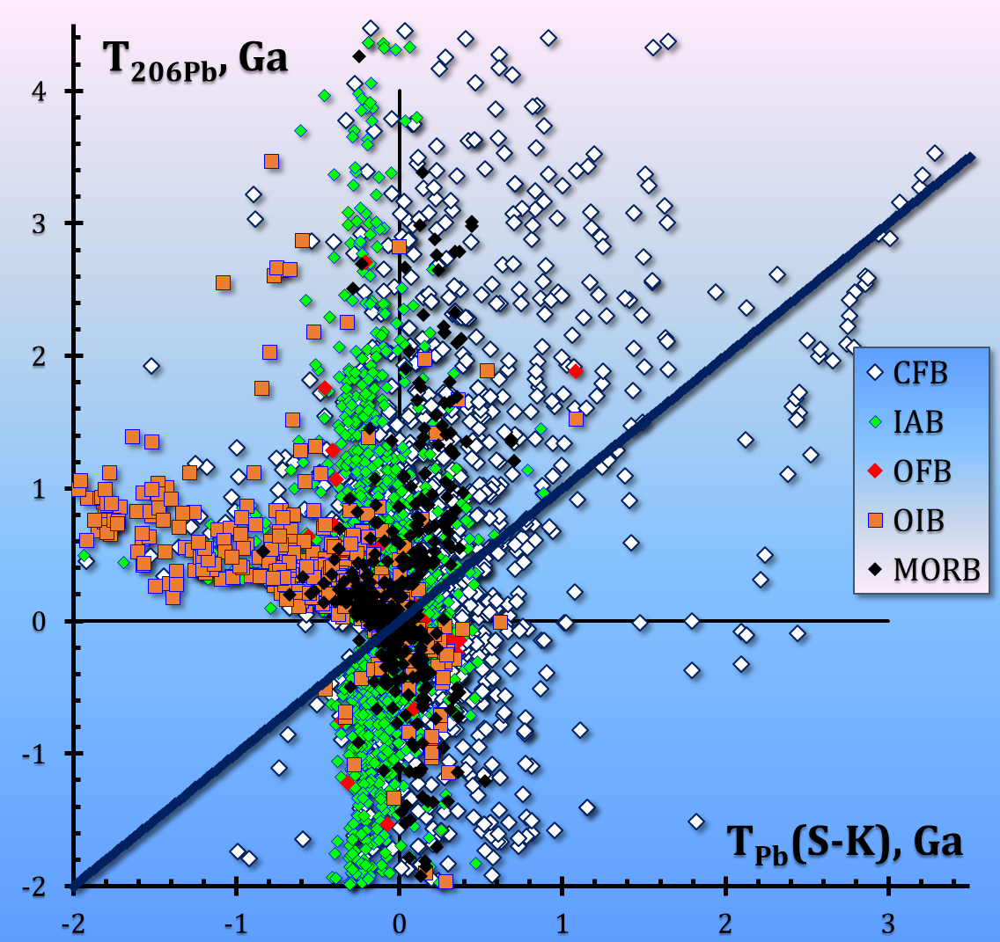 T206Pb, Ga
4
3
2
1
0
-1
-2
CFB
IAB
OFB
OIB
MORB
TPb(S-K), Ga
-2 -1 0 1 2 3